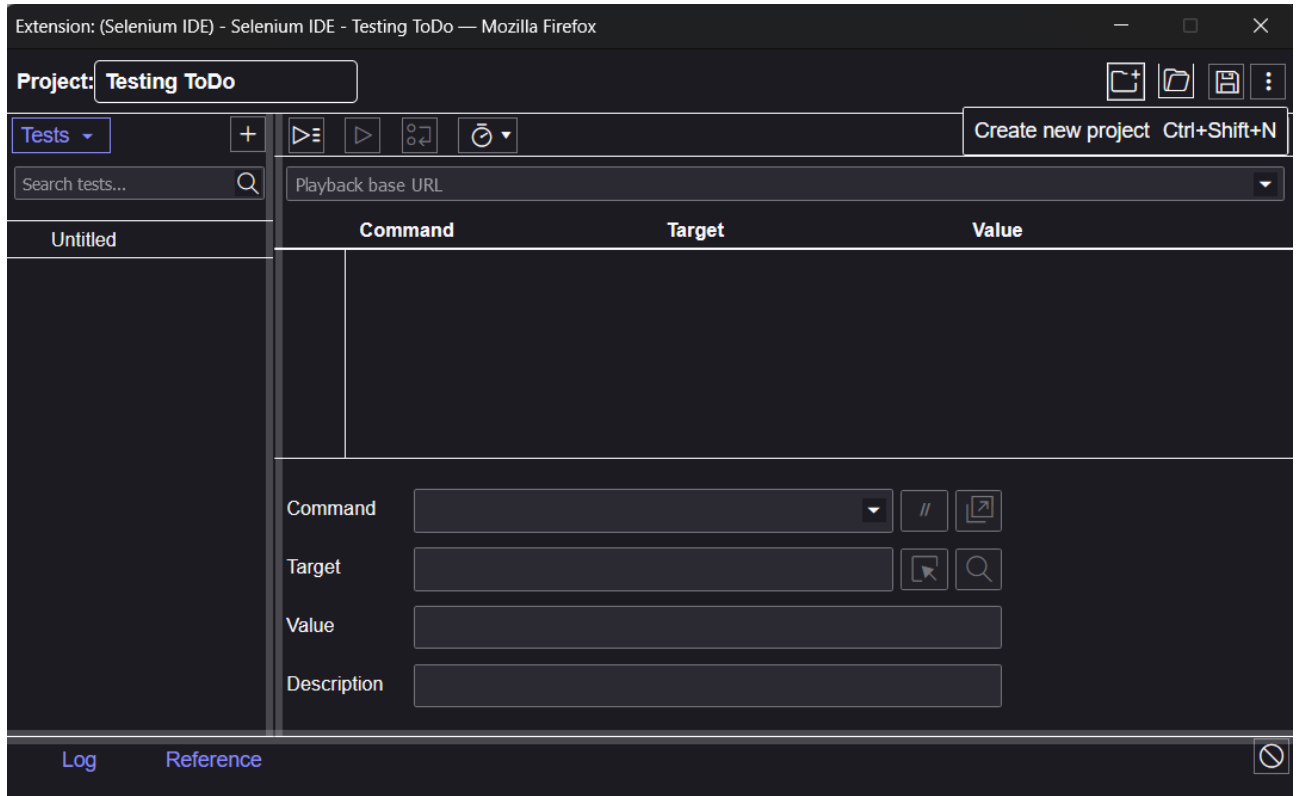 Extension: (Selenium IDE) - Selenium IDE - Testing ToDo — Mozilla Firefox
Project: Testing ToDo
Create new project Ctrl+Shift+N
Tests
Search tests...
Playback base URL
Command Target Value
Untitled
Command
//
Target
Value
Description
Log Reference